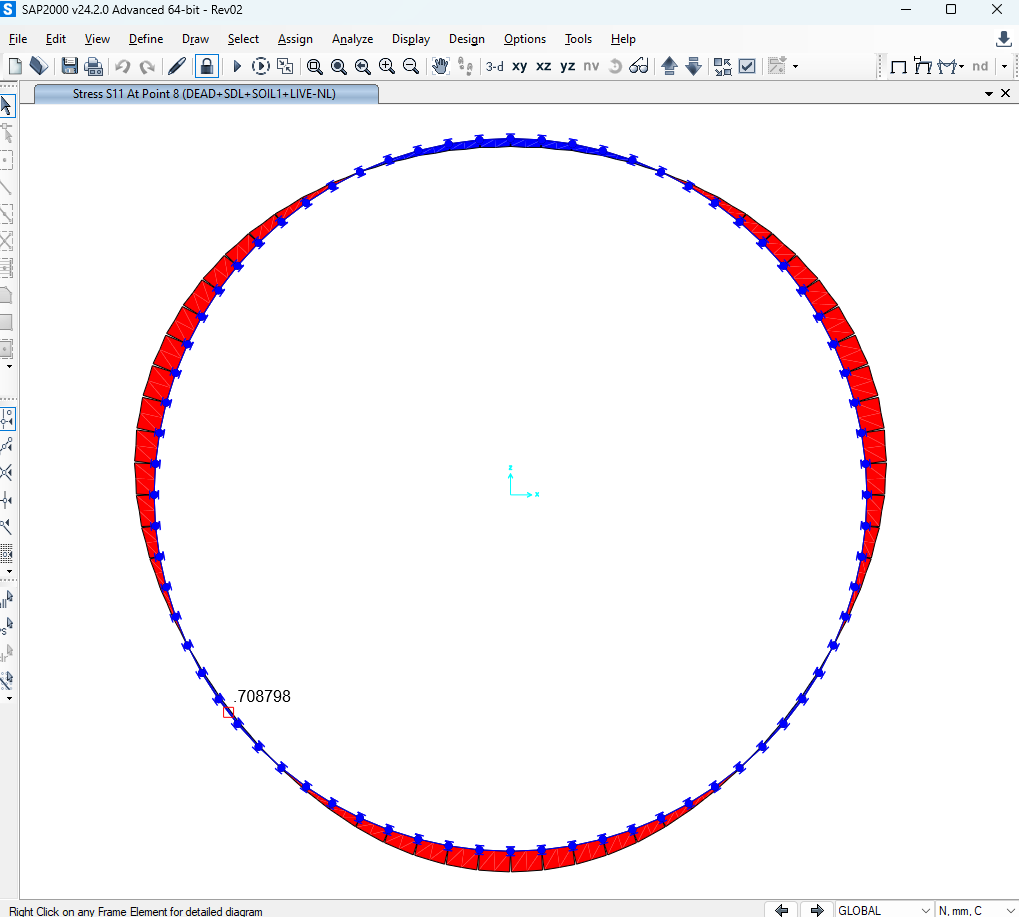 SAP2000 v24.2.0 Advanced 64-bit - Rev02
File Edit View Define Draw Select Assign Analyze Display Design Options Tools Help
3-d xy xz yz nv nd
Stress S11 At Point 8 (DEAD+SDL+SOIL1+LIVE-NL)
z
x
.708798
Right Click on any Frame Element for detailed diagram
GLOBAL
N, mm, C